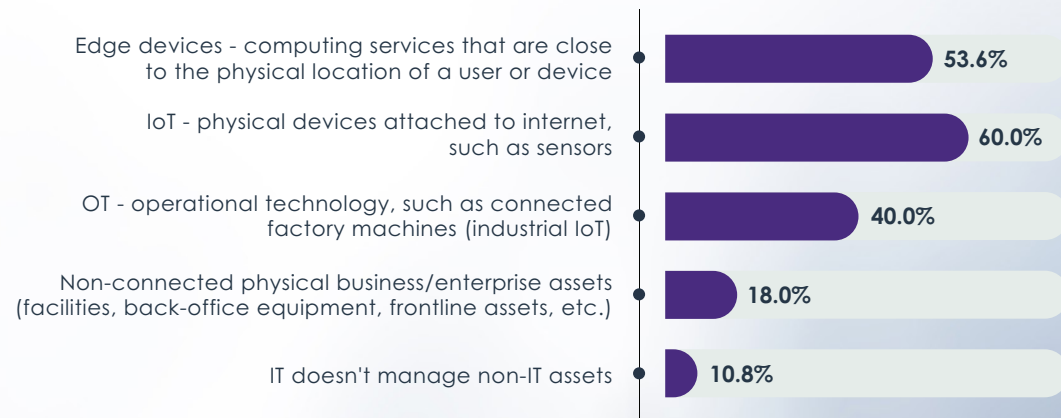 Edge devices - computing services that are close
to the physical location of a user or device
53.6%
IoT - physical devices attached to internet,
such as sensors
60.0%
OT - operational technology, such as connected
factory machines (industrial IoT)
40.0%
Non-connected physical business/enterprise assets
(facilities, back-office equipment, frontline assets, etc.)
18.0%
IT doesn't manage non-IT assets
10.8%